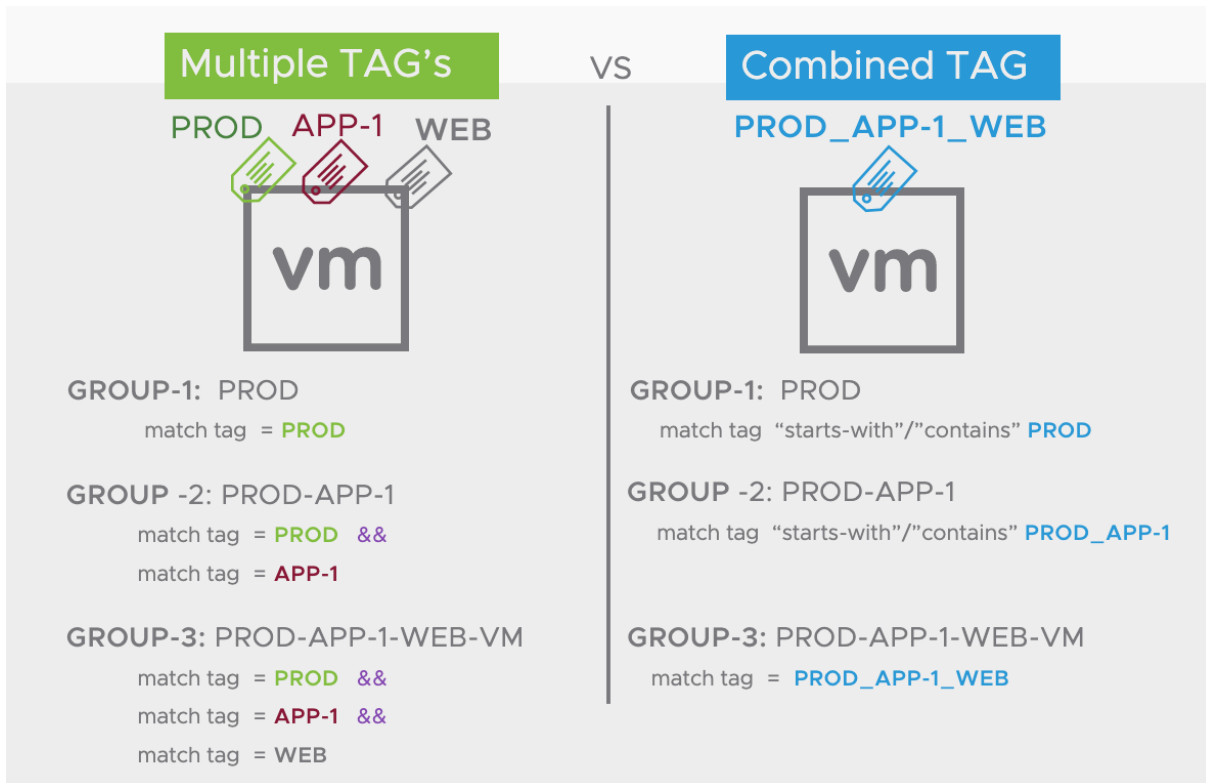 Multiple TAG's
VS
Combined TAG
PROD APP-1 WEB
vm
GROUP-1: PROD
match tag = PROD
GROUP -2: PROD-APP-1
match tag = PROD &&
match tag = APP-1
GROUP-3: PROD-APP-1-WEB-VM
match tag = PROD &&
match tag = APP-1 &&
match tag = WEB
PROD_APP-1_WEB
vm
GROUP-1: PROD
match tag “starts-with”/”contains” PROD
GROUP -2: PROD-APP-1
match tag “starts-with”/”contains” PROD_APP-1
GROUP-3: PROD-APP-1-WEB-VM
match tag = PROD_APP-1_WEB